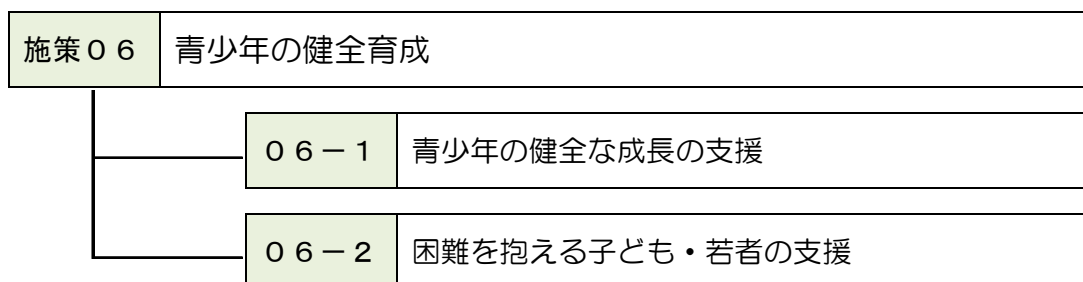 施策０６ 青少年の健全育成
０６－１ 青少年の健全な成長の支援
０６－２ 困難を抱える子ども・若者の支援